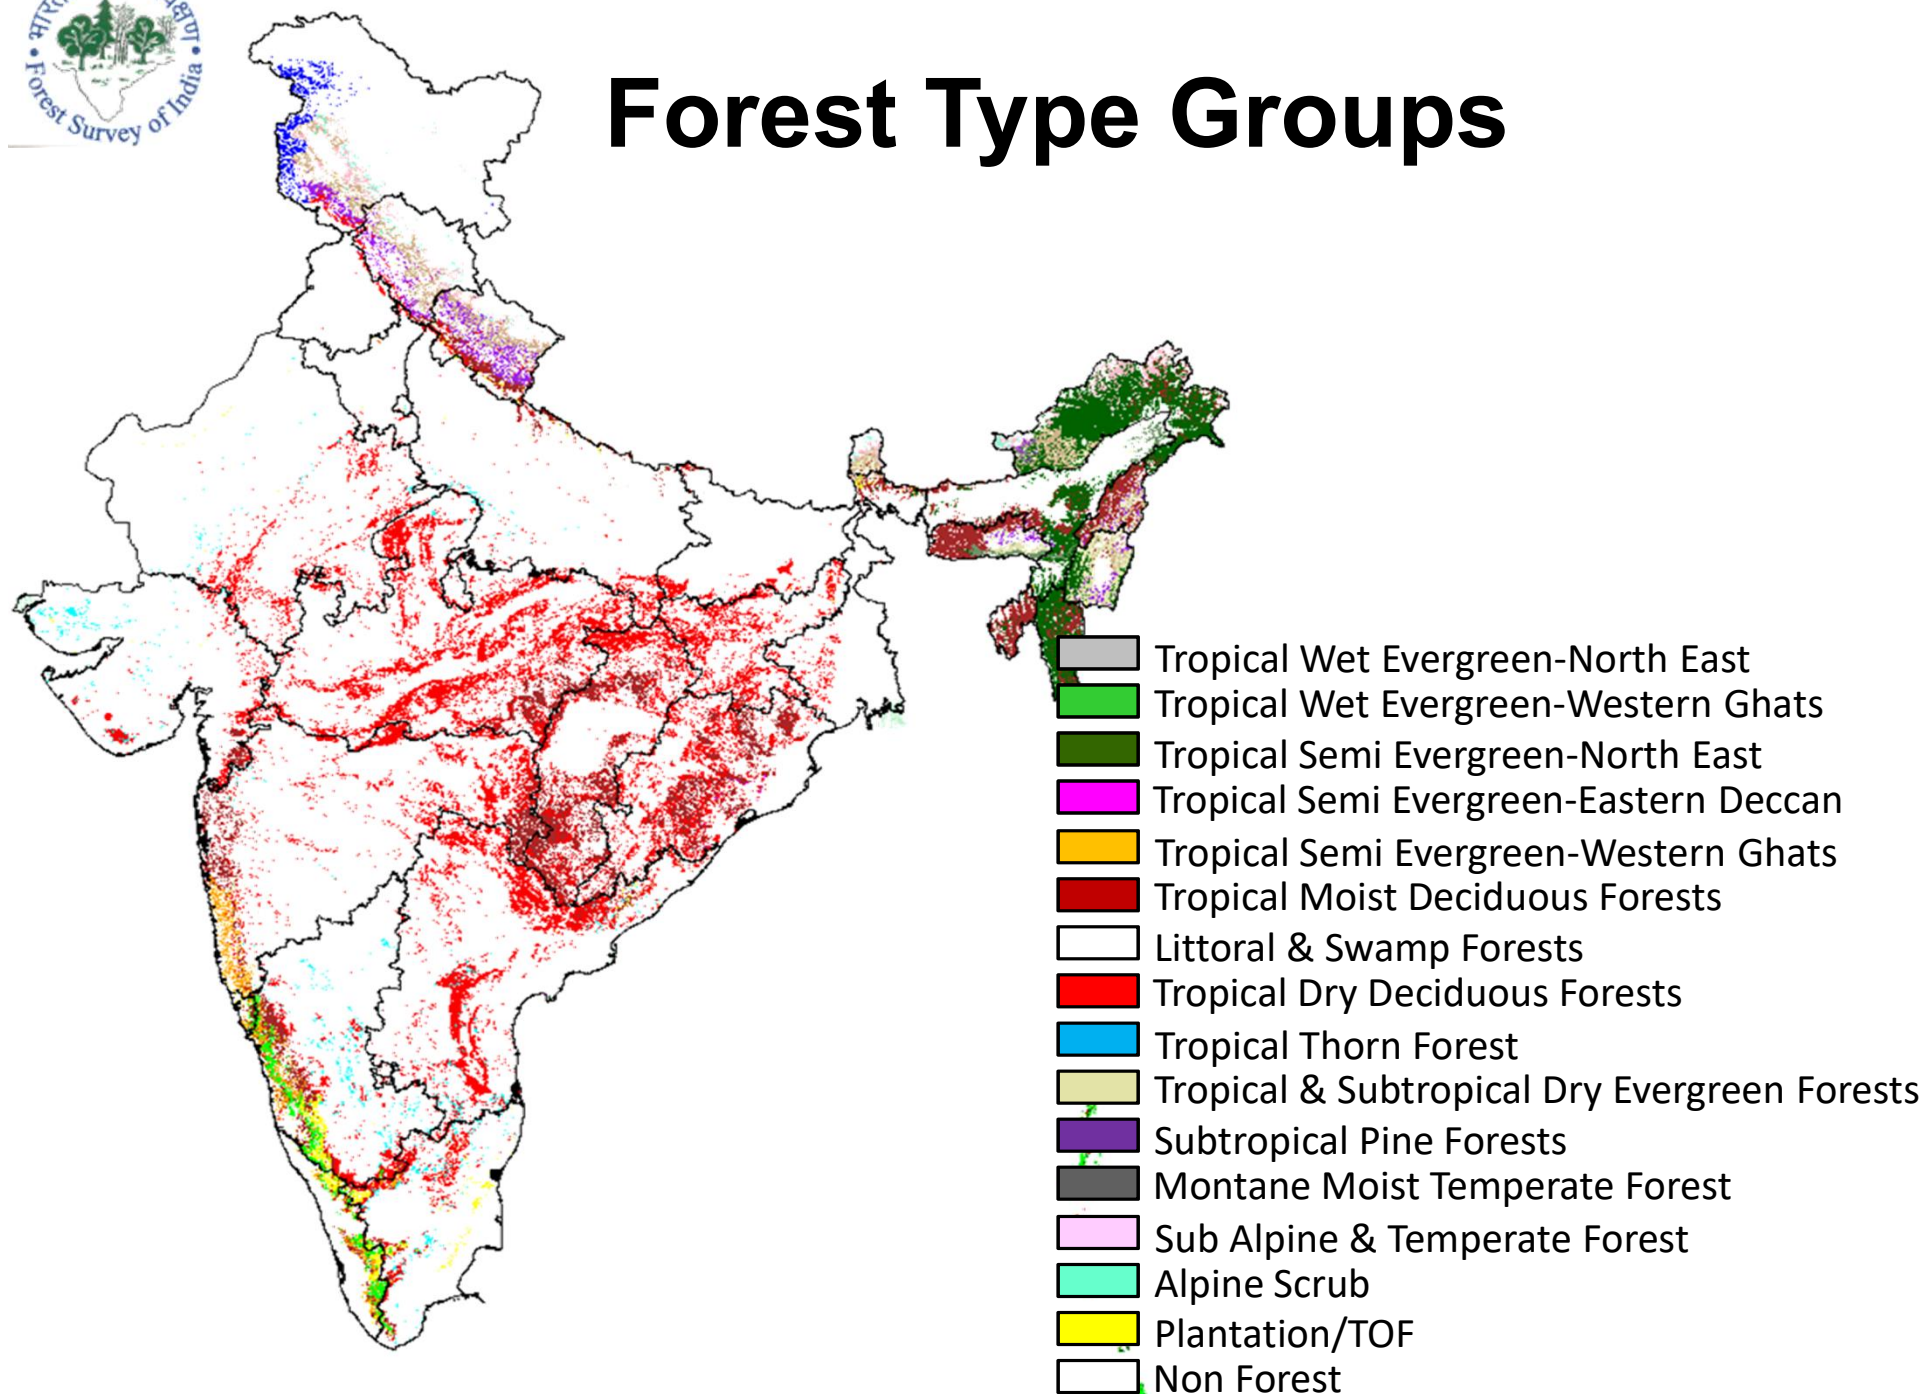 Forest Survey of India
Forest Type Groups
Tropical Wet Evergreen-North East
Tropical Wet Evergreen-Western Ghats
Tropical Semi Evergreen-North East
Tropical Semi Evergreen-Eastern Deccan
Tropical Semi Evergreen-Western Ghats
Tropical Moist Deciduous Forests
Littoral & Swamp Forests
Tropical Dry Deciduous Forests
Tropical Thorn Forest
Tropical & Subtropical Dry Evergreen Forests
Subtropical Pine Forests
Montane Moist Temperate Forest
Sub Alpine & Temperate Forest
Alpine Scrub
Plantation/TOF
Non Forest